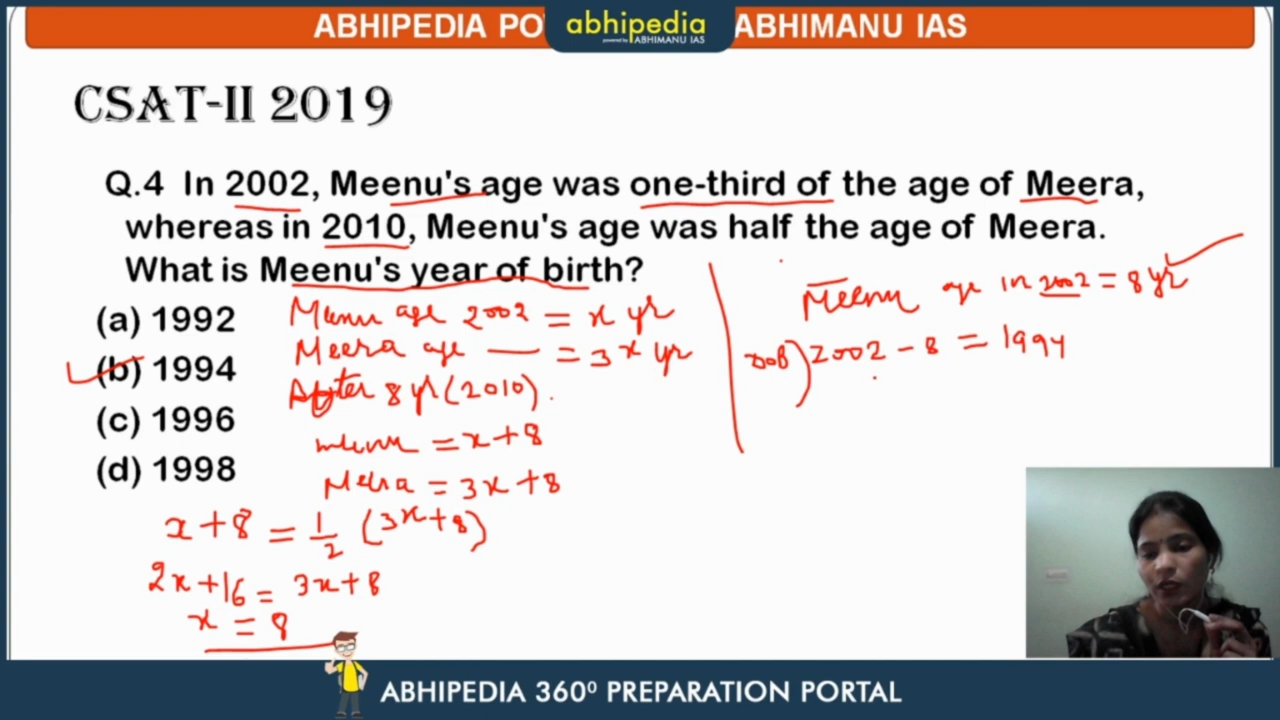 ABHIPEDIA PO
abhipedia
powered by ABHIMANU IAS
ABHIMANU IAS
CSAT-II 2019
Q.4 In 2002, Meenu's age was one-third of the age of Meera,
whereas in 2010, Meenu's age was half the age of Meera.
What is Meenu's year of birth?
(a) 1992
(b) 1994
(c) 1996
(d) 1998
Meenu age 2002 = x yr
Meera age — = 3x yr
After 8 yr (2010).
menu = x+8
Meera = 3x+8
x+8 = 1/2 (3x+8)
2x+16 = 3x+8
x = 8
Meenu age in 2002 = 8 yr
DOB) 2002 - 8 = 1994
ABHIPEDIA 360⁰ PREPARATION PORTAL